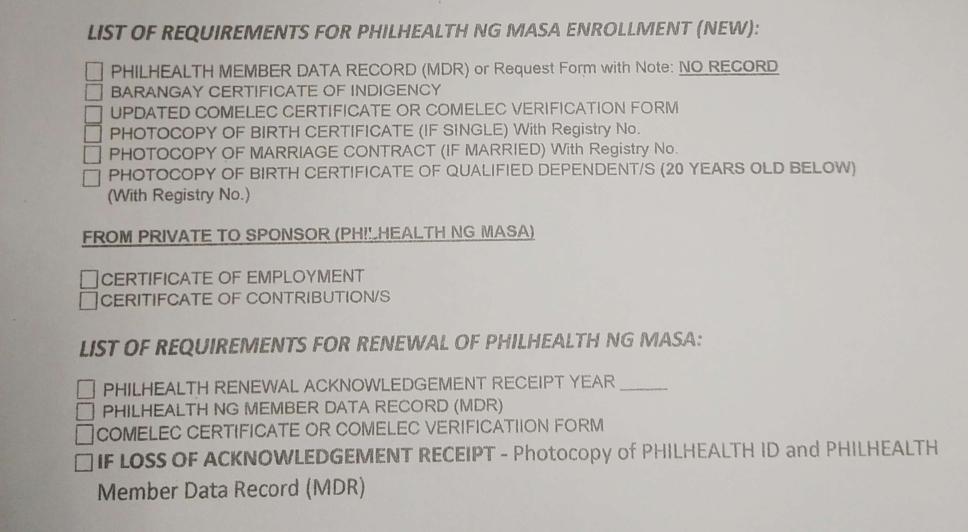 LIST OF REQUIREMENTS FOR PHILHEALTH NG MASA ENROLLMENT (NEW):
PHILHEALTH MEMBER DATA RECORD (MDR) or Request Form with Note: NO RECORD
BARANGAY CERTIFICATE OF INDIGENCY
UPDATED COMELEC CERTIFICATE OR COMELEC VERIFICATION FORM
PHOTOCOPY OF BIRTH CERTIFICATE (IF SINGLE) With Registry No.
PHOTOCOPY OF MARRIAGE CONTRACT (IF MARRIED) With Registry No.
PHOTOCOPY OF BIRTH CERTIFICATE OF QUALIFIED DEPENDENT/S (20 YEARS OLD BELOW)
(With Registry No.)
FROM PRIVATE TO SPONSOR (PHILHEALTH NG MASA)
CERTIFICATE OF EMPLOYMENT
CERITIFCATE OF CONTRIBUTION/S
LIST OF REQUIREMENTS FOR RENEWAL OF PHILHEALTH NG MASA:
PHILHEALTH RENEWAL ACKNOWLEDGEMENT RECEIPT YEAR _____
PHILHEALTH NG MEMBER DATA RECORD (MDR)
COMELEC CERTIFICATE OR COMELEC VERIFICATIION FORM
IF LOSS OF ACKNOWLEDGEMENT RECEIPT - Photocopy of PHILHEALTH ID and PHILHEALTH
Member Data Record (MDR)